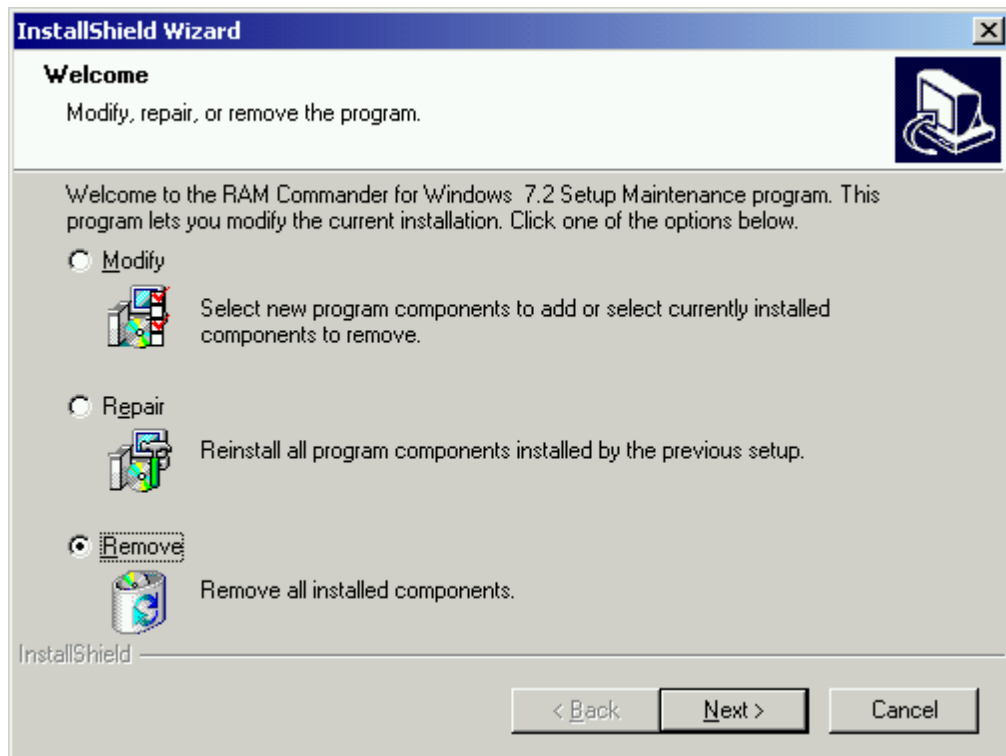 InstallShield Wizard
Welcome
Modify, repair, or remove the program.
Welcome to the RAM Commander for Windows  7.2 Setup Maintenance program. This
program lets you modify the current installation. Click one of the options below.
Modify
Select new program components to add or select currently installed
components to remove.
Repair
Reinstall all program components installed by the previous setup.
Remove
Remove all installed components.
InstallShield
< Back
Next >
Cancel